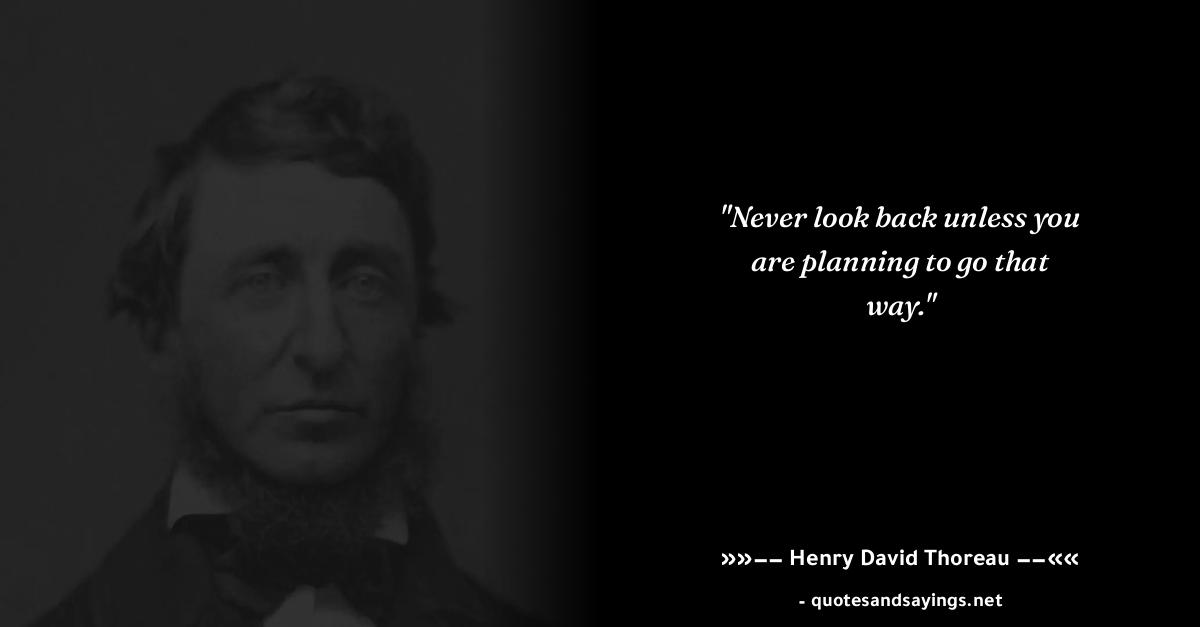 "Never look back unless you
are planning to go that
way."
»»−− Henry David Thoreau −−««
- quotesandsayings.net